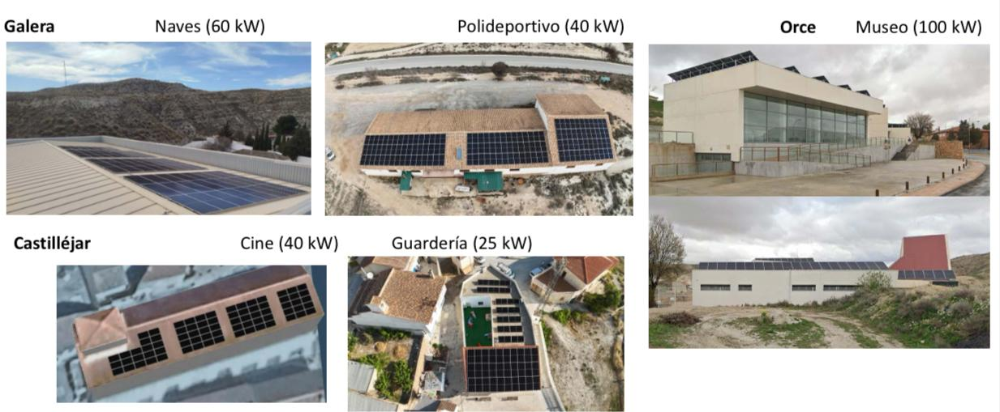 Galera Naves (60 kW) Polideportivo (40 kW) Orce Museo (100 kW)
Castilléjar Cine (40 kW) Guardería (25 kW)